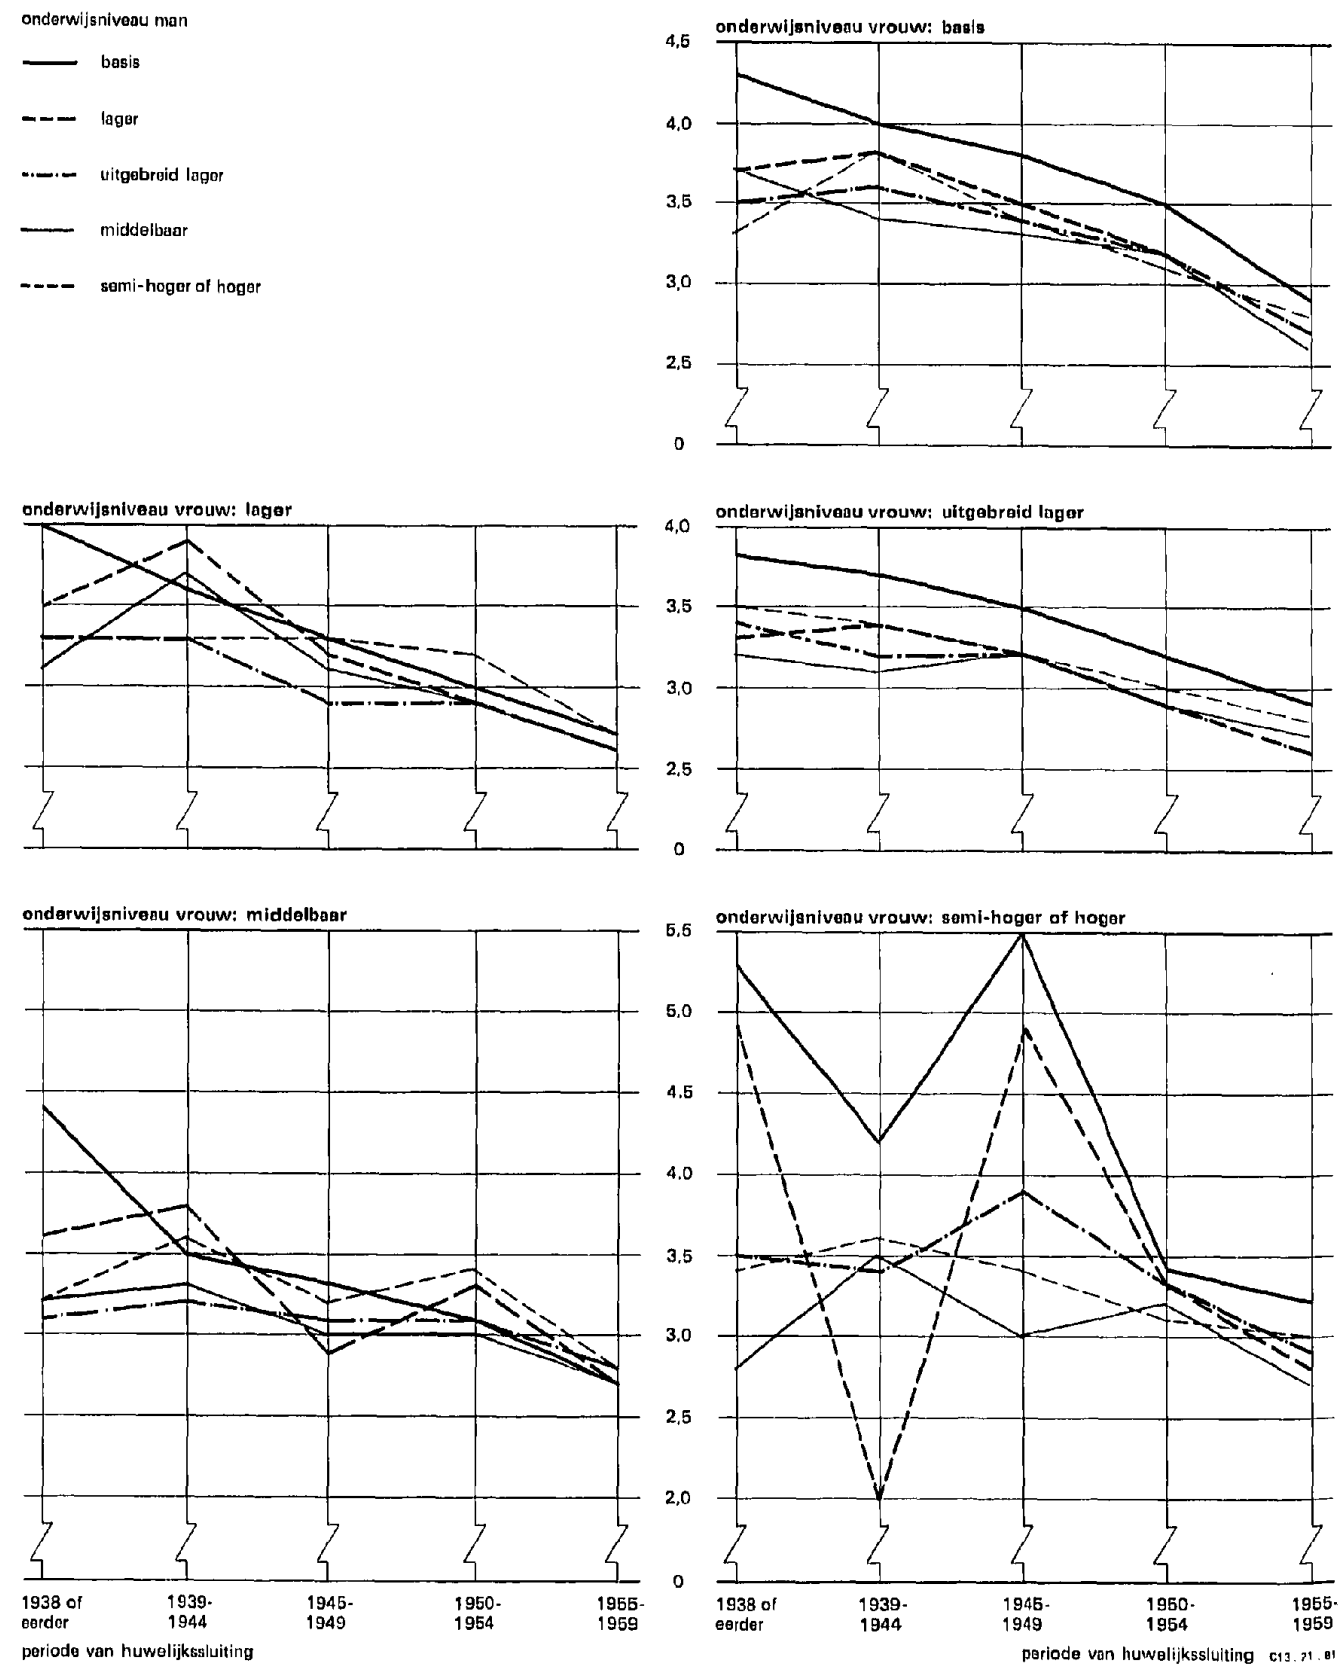 onderwijsniveau man
basis
lager
uitgebreid lager
middelbaar
semi-hoger of hoger
onderwijsniveau vrouw: basis
4,5
4,0
3,5
3,0
2,5
0
onderwijsniveau vrouw: lager
onderwijsniveau vrouw: uitgebreid lager
4,0
3,5
3,0
2,5
0
onderwijsniveau vrouw: middelbaar
onderwijsniveau vrouw: semi-hoger of hoger
5,5
5,0
4,5
4,0
3,5
3,0
2,5
2,0
0
1938 of 1939- 1945- 1950- 1955-
eerder 1944 1949 1954 1959
periode van huwelijkssluiting
1938 of 1939- 1945- 1950- 1955-
eerder 1944 1949 1954 1959
periode van huwelijkssluiting C13.21.81